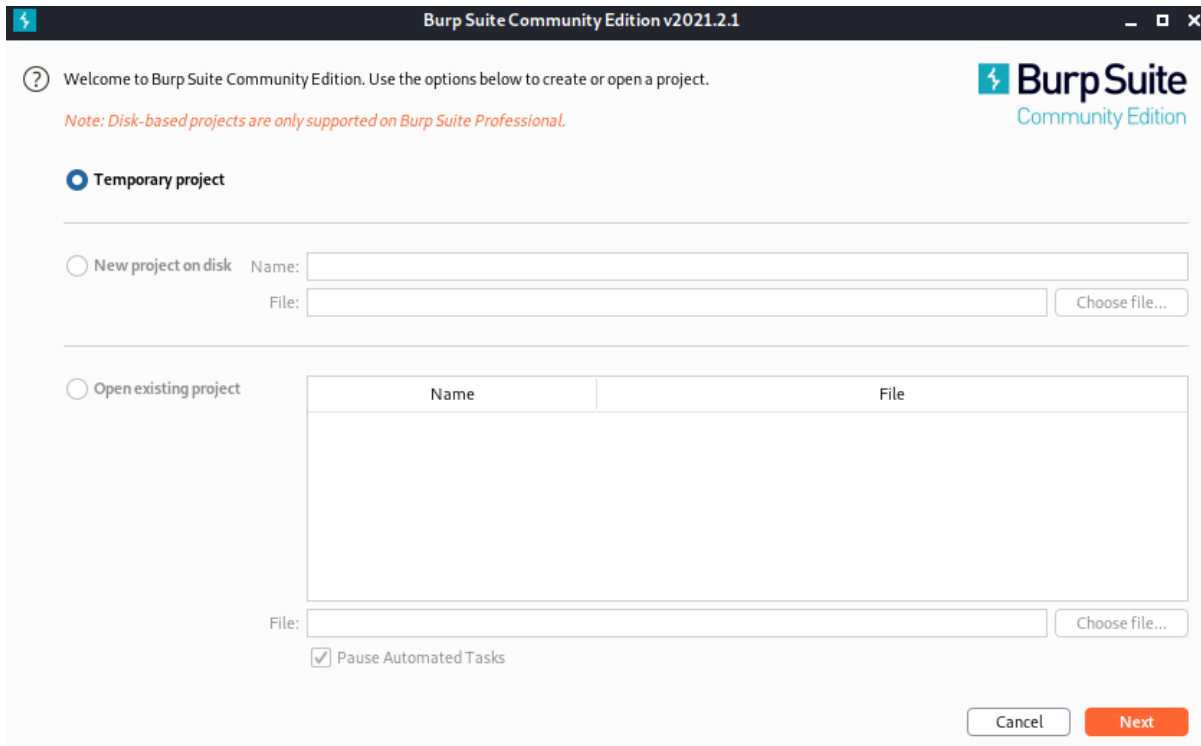 Burp Suite Community Edition v2021.2.1
? Welcome to Burp Suite Community Edition. Use the options below to create or open a project.
Burp Suite
Community Edition
Note: Disk-based projects are only supported on Burp Suite Professional.
Temporary project
New project on disk Name:
File: Choose file...
Open existing project Name File
File: Choose file...
Pause Automated Tasks
Cancel Next